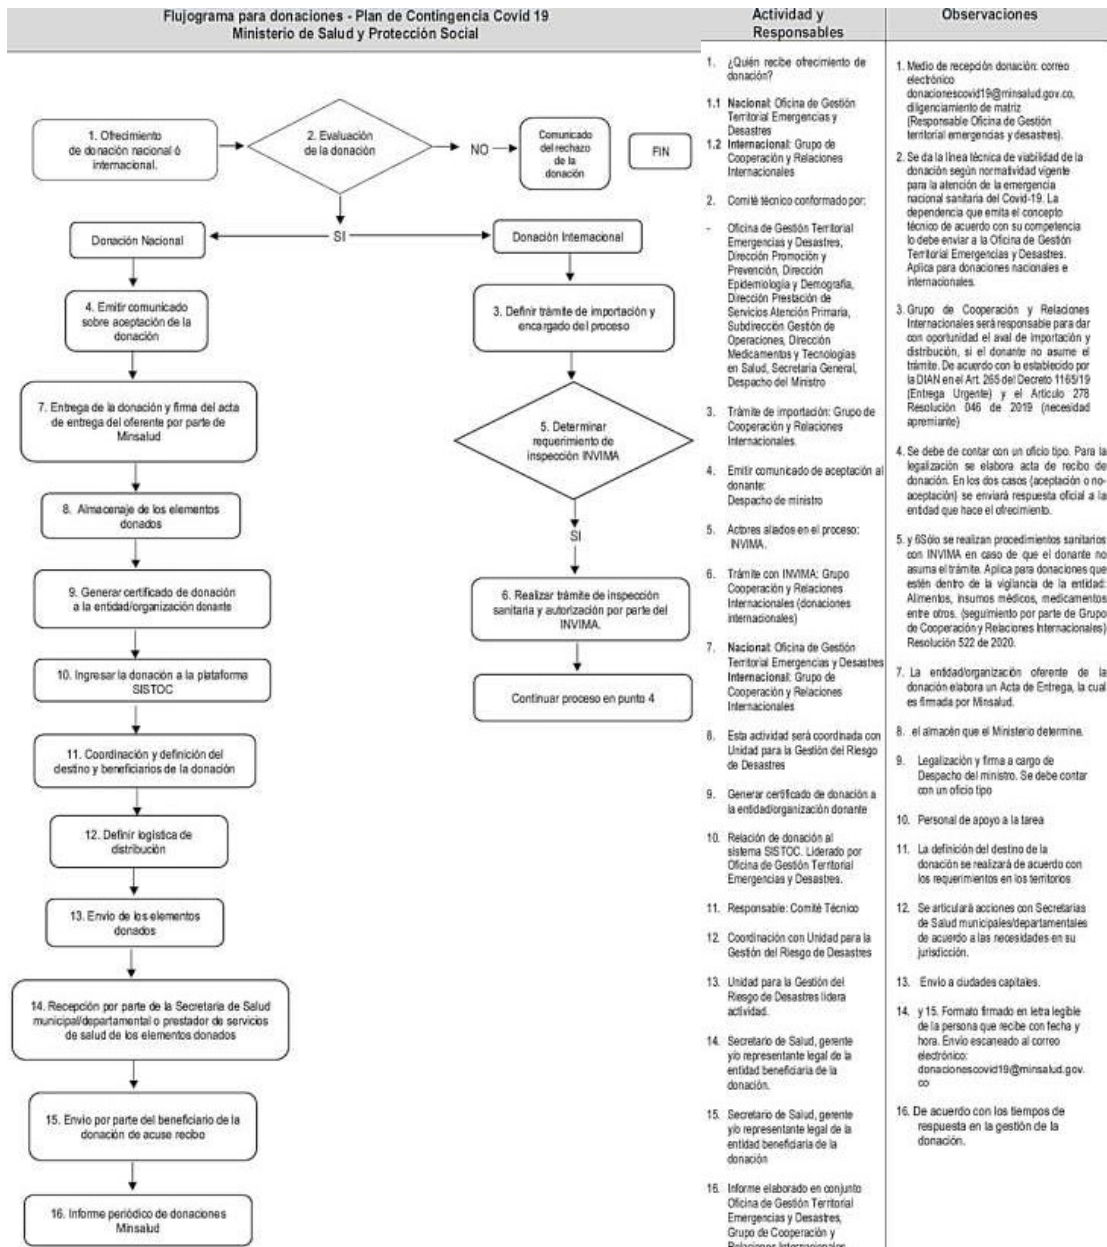 Flujograma para donaciones - Plan de Contingencia Covid 19
Ministerio de Salud y Protección Social
1. Ofrecimiento
de donación nacional ó
internacional.
2. Evaluación
de la donación
NO
Comunicado
del rechazo
de la
donación
FIN
Donación Nacional
SI
Donación Internacional
4. Emitir comunicado
sobre aceptación de la
donación
3. Definir trámite de importación y
encargado del proceso
7. Entrega de la donación y firma del acta
de entrega del oferente por parte de
Minsalud
5. Determinar
requerimiento de
inspección INVIMA
8. Almacenaje de los elementos
donados
SI
9. Generar certificado de donación
a la entidad/organización donante
6. Realizar trámite de inspección
sanitaria y autorización por parte del
INVIMA.
10. Ingresar la donación a la plataforma
SISTOC
Continuar proceso en punto 4
11. Coordinación y definición del
destino y beneficiarios de la donación
12. Definir logística de
distribución
13. Envío de los elementos
donados
14. Recepción por parte de la Secretaria de Salud
municipal/departamental o prestador de servicios
de salud de los elementos donados
15. Envío por parte del beneficiario de la
donación de acuse recibo
16. Informe periódico de donaciones
Minsalud
Actividad y
Responsables
1. ¿Quién recibe ofrecimiento de
donación?
1.1 Nacional: Oficina de Gestión
Territorial Emergencias y
Desastres
1.2 Internacional: Grupo de
Cooperación y Relaciones
Internacionales
2. Comité técnico conformado por:
- Oficina de Gestión Territorial
Emergencias y Desastres,
Dirección Promoción y
Prevención, Dirección
Epidemiología y Demografía,
Dirección Prestación de
Servicios Atención Primaria,
Subdirección Gestión de
Operaciones, Dirección
Medicamentos y Tecnologías
en Salud, Secretaria General,
Despacho del Ministro
3. Trámite de importación: Grupo de
Cooperación y Relaciones
Internacionales.
4. Emitir comunicado de aceptación al
donante:
Despacho de ministro
5. Actores aliados en el proceso:
INVIMA.
6. Trámite con INVIMA: Grupo
Cooperación y Relaciones
Internacionales (donaciones
internacionales)
7. Nacional: Oficina de Gestión
Territorial Emergencias y Desastres
Internacional: Grupo de
Cooperación y Relaciones
Internacionales
8. Esta actividad será coordinada con
Unidad para la Gestión del Riesgo
de Desastres
9. Generar certificado de donación a
la entidad/organización donante
10. Relación de donación al
sistema SISTOC. Liderado por
Oficina de Gestión Territorial
Emergencias y Desastres.
11. Responsable: Comité Técnico
12. Coordinación con Unidad para la
Gestión del Riesgo de Desastres
13. Unidad para la Gestión del
Riesgo de Desastres lidera
actividad.
14. Secretario de Salud, gerente
y/o representante legal de la
entidad beneficiaria de la
donación.
15. Secretario de Salud, gerente
y/o representante legal de la
entidad beneficiaria de la
donación
16. Informe elaborado en conjunto
Oficina de Gestión Territorial
Emergencias y Desastres,
Grupo de Cooperación y
Relaciones Internacionales
Observaciones
1. Medio de recepción donación: correo
electrónico
donacionescovid19@minsalud.gov.co,
diligenciamiento de matriz
(Responsable Oficina de Gestión
territorial emergencias y desastres).
2. Se da la línea técnica de viabilidad de la
donación según normatividad vigente
para la atención de la emergencia
nacional sanitaria del Covid-19. La
dependencia que emita el concepto
técnico de acuerdo con su competencia
lo debe enviar a la Oficina de Gestión
Territorial Emergencias y Desastres.
Aplica para donaciones nacionales e
internacionales.
3. Grupo de Cooperación y Relaciones
Internacionales será responsable para dar
con oportunidad el aval de importación y
distribución, si el donante no asume el
trámite. De acuerdo con lo establecido por
la DIAN en el Art. 265 del Decreto 1165/19
(Entrega Urgente) y el Artículo 278
Resolución 046 de 2019 (necesidad
apremiante)
4. Se debe de contar con un oficio tipo. Para la
legalización se elabora acta de recibo de
donación. En los dos casos (aceptación o no-
aceptación) se enviará respuesta oficial a la
entidad que hace el ofrecimiento.
5. y 6Sólo se realizan procedimientos sanitarios
con INVIMA en caso de que el donante no
asuma el trámite. Aplica para donaciones que
estén dentro de la vigilancia de la entidad:
Alimentos, insumos médicos, medicamentos
entre otros. (seguimiento por parte de Grupo
de Cooperación y Relaciones Internacionales)
Resolución 522 de 2020.
7. La entidad/organización oferente de la
donación elabora un Acta de Entrega, la cual
es firmada por Minsalud.
8. el almacén que el Ministerio determine.
9. Legalización y firma a cargo de
Despacho del ministro. Se debe contar
con un oficio tipo
10. Personal de apoyo a la tarea
11. La definición del destino de la
donación se realizará de acuerdo con
los requerimientos en los territorios
12. Se articulará acciones con Secretarias
de Salud municipales/departamentales
de acuerdo a las necesidades en su
jurisdicción.
13. Envío a ciudades capitales.
14. y 15. Formato firmado en letra legible
de la persona que recibe con fecha y
hora. Envío escaneado al correo
electrónico:
donacionescovid19@minsalud.gov.
co
16. De acuerdo con los tiempos de
respuesta en la gestión de la
donación.